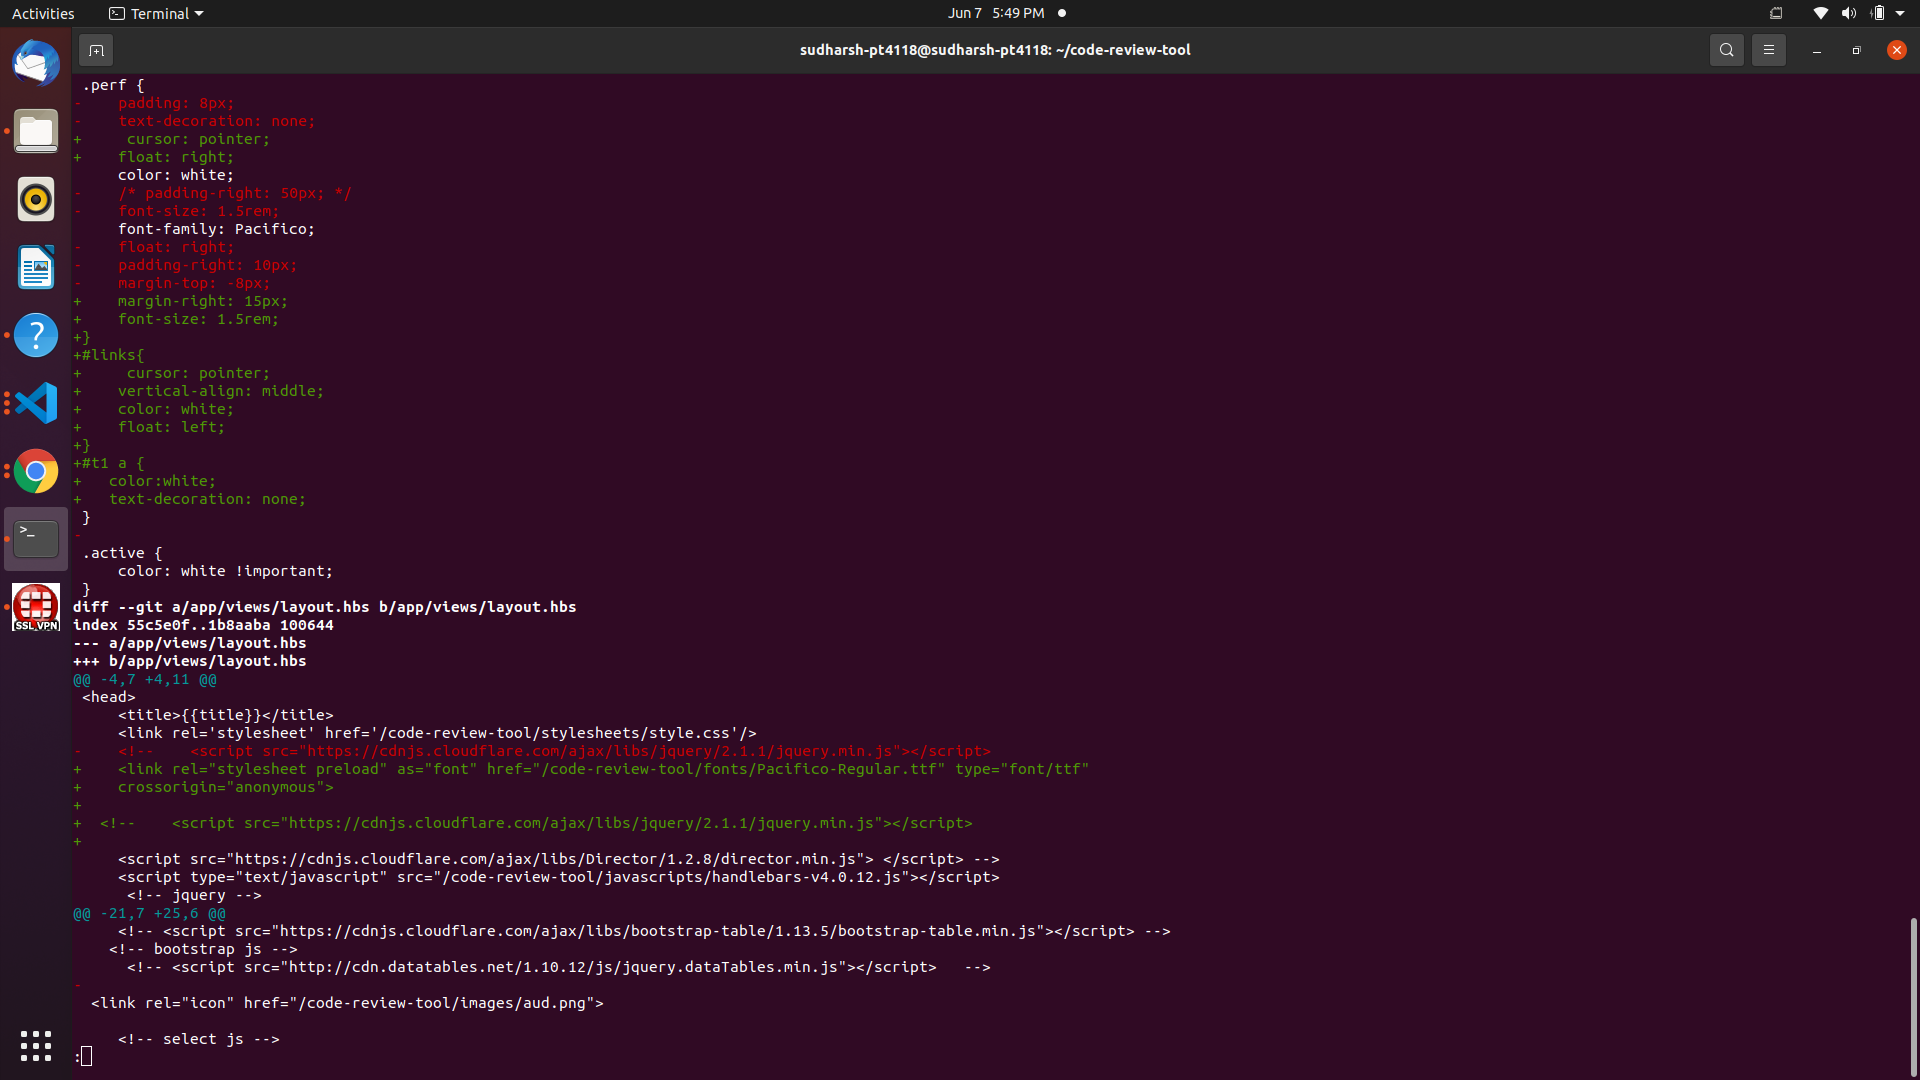 Activities Terminal Jun 7 5:49 PM
sudharsh-pt4118@sudharsh-pt4118: ~/code-review-tool
 .perf {
-    padding: 8px;
-    text-decoration: none;
+     cursor: pointer;
+    float: right;
     color: white;
-    /* padding-right: 50px; */
-    font-size: 1.5rem;
     font-family: Pacifico;
-    float: right;
-    padding-right: 10px;
-    margin-top: -8px;
+    margin-right: 15px;
+    font-size: 1.5rem;
+}
+#links{
+     cursor: pointer;
+    vertical-align: middle;
+    color: white;
+    float: left;
+}
+#t1 a {
+   color:white;
+   text-decoration: none;
 }
-
 .active {
     color: white !important;
 }
diff --git a/app/views/layout.hbs b/app/views/layout.hbs
index 55c5e0f..1b8aaba 100644
--- a/app/views/layout.hbs
+++ b/app/views/layout.hbs
@@ -4,7 +4,11 @@
 <head>
     <title>{{title}}</title>
     <link rel='stylesheet' href='/code-review-tool/stylesheets/style.css'/>
-    <!--    <script src="https://cdnjs.cloudflare.com/ajax/libs/jquery/2.1.1/jquery.min.js"></script>
+    <link rel="stylesheet preload" as="font" href="/code-review-tool/fonts/Pacifico-Regular.ttf" type="font/ttf"
+    crossorigin="anonymous">
+
+  <!--    <script src="https://cdnjs.cloudflare.com/ajax/libs/jquery/2.1.1/jquery.min.js"></script>
+
     <script src="https://cdnjs.cloudflare.com/ajax/libs/Director/1.2.8/director.min.js"> </script> -->
     <script type="text/javascript" src="/code-review-tool/javascripts/handlebars-v4.0.12.js"></script>
      <!-- jquery -->
@@ -21,7 +25,6 @@
     <!-- <script src="https://cdnjs.cloudflare.com/ajax/libs/bootstrap-table/1.13.5/bootstrap-table.min.js"></script> -->
    <!-- bootstrap js -->
      <!-- <script src="http://cdn.datatables.net/1.10.12/js/jquery.dataTables.min.js"></script>   -->
-
  <link rel="icon" href="/code-review-tool/images/aud.png">

     <!-- select js -->
:
SSL VPN